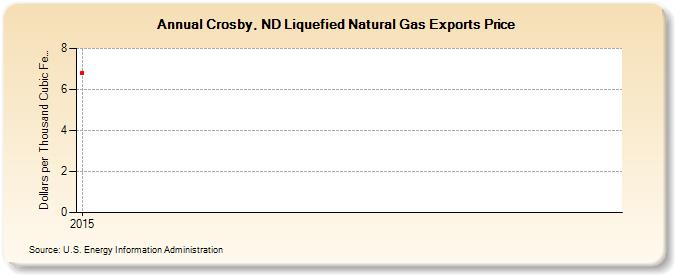 Annual Crosby, ND Liquefied Natural Gas Exports Price
Dollars per Thousand Cubic Fe...
8
6
4
2
0
2015
Source: U.S. Energy Information Administration